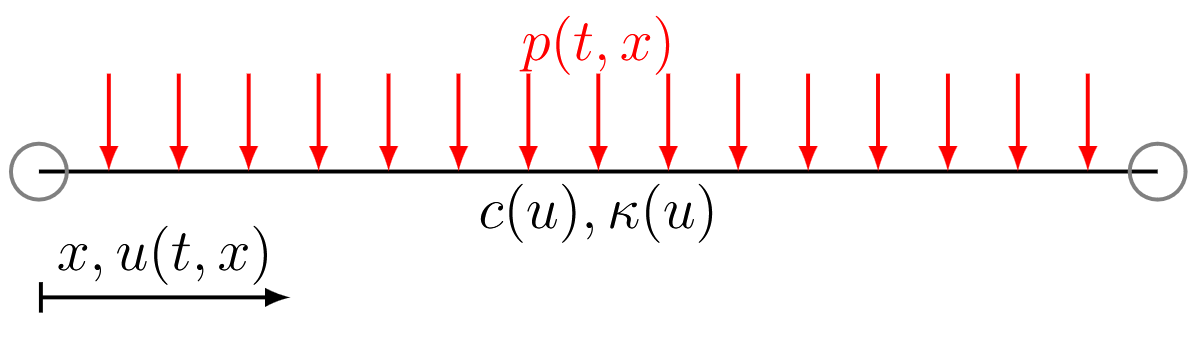 p(t, x)
c(u), κ(u)
x, u(t, x)